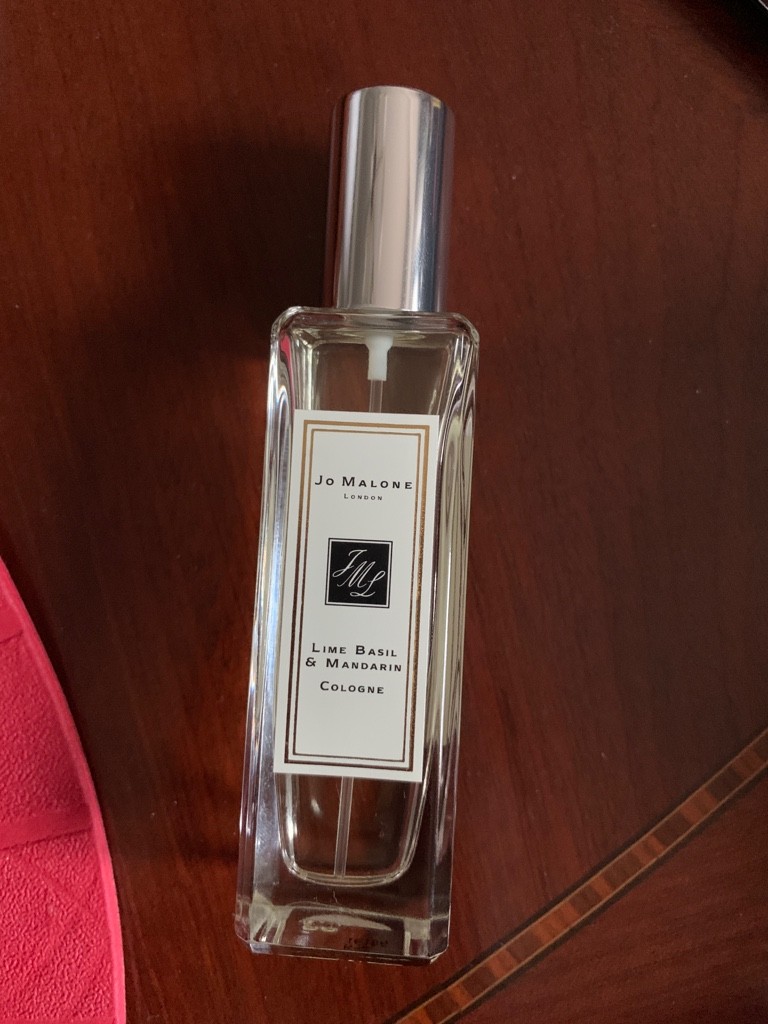 Jo Malone
London
JML
Lime Basil
& Mandarin
Cologne